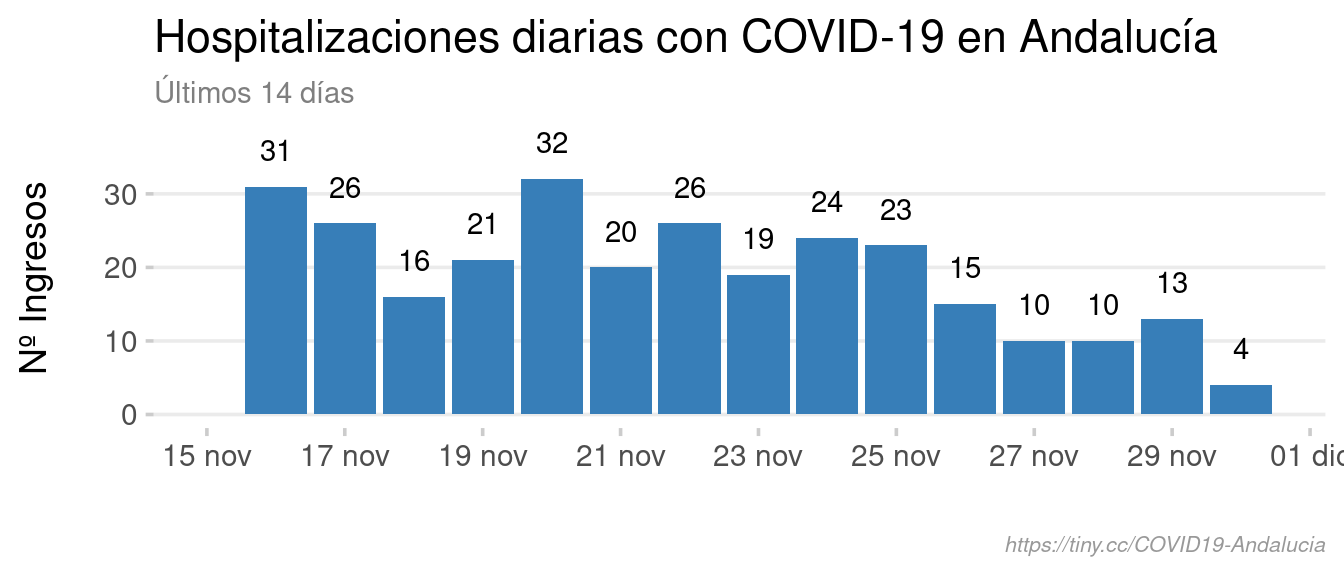 Hospitalizaciones diarias con COVID-19 en Andalucía
Últimos 14 días
Nº Ingresos
30
20
10
0
31
26
16
21
32
20
26
19
24
23
15
10
10
13
4
15 nov
17 nov
19 nov
21 nov
23 nov
25 nov
27 nov
29 nov
01 dic
https://tiny.cc/COVID19-Andalucia